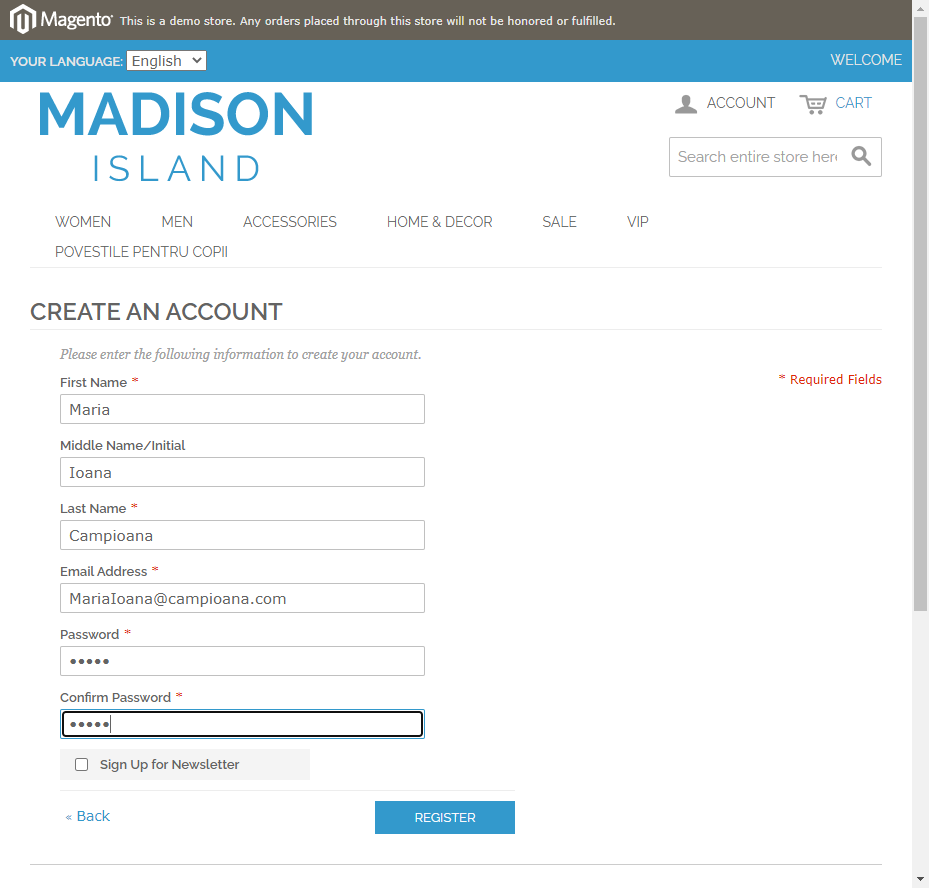 Magento This is a demo store. Any orders placed through this store will not be honored or fulfilled.
YOUR LANGUAGE: English WELCOME
MADISON
ISLAND
ACCOUNT CART
Search entire store here
WOMEN MEN ACCESSORIES HOME & DECOR SALE VIP
POVESTILE PENTRU COPII
CREATE AN ACCOUNT
Please enter the following information to create your account.
* Required Fields
First Name *
Maria
Middle Name/Initial
Ioana
Last Name *
Campioana
Email Address *
MariaIoana@campioana.com
Password *
•••••
Confirm Password *
•••••
Sign Up for Newsletter
« Back REGISTER